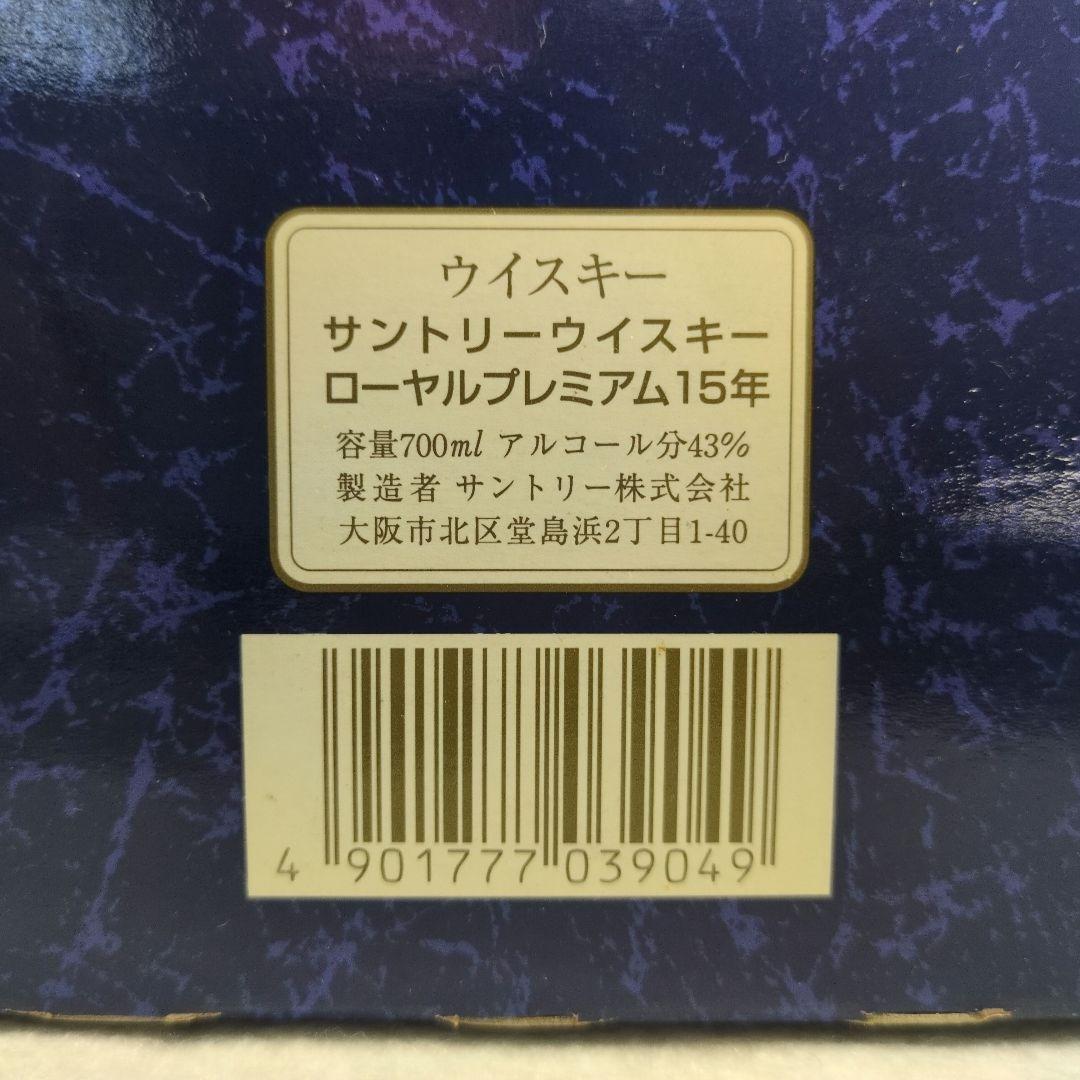 ウイスキー
サントリーウイスキー
ローヤルプレミアム15年
容量700ml アルコール分43%
製造者 サントリー株式会社
大阪市北区堂島浜2丁目1-40
4 901777 039049